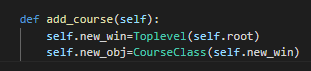 def add_course(self):
    self.new_win=Toplevel(self.root)
    self.new_obj=CourseClass(self.new_win)